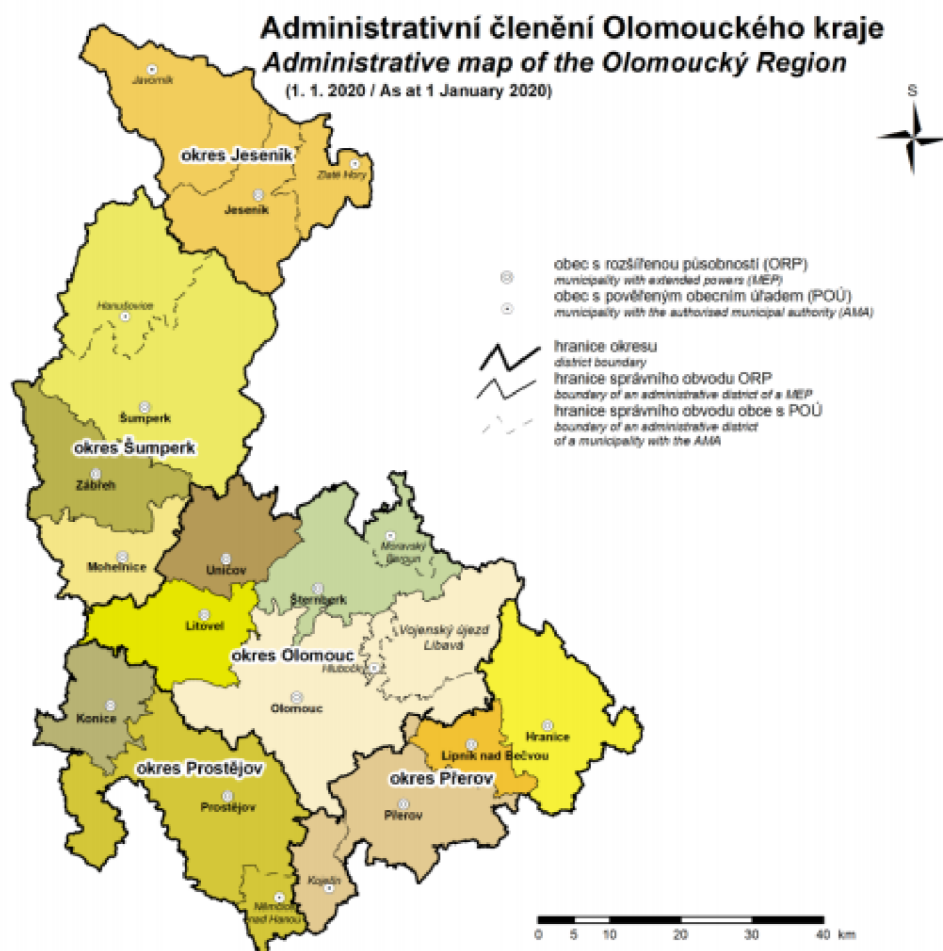 Administrativní členění Olomouckého kraje
Administrative map of the Olomoucký Region
(1. 1. 2020 / As at 1 January 2020)
S
Javorník
okres Jeseník
Zlaté Hory
Jeseník
obec s rozšířenou působností (ORP)
municipality with extended powers (MEP)
obec s pověřeným obecním úřadem (POÚ)
municipality with the authorised municipal authority (AMA)
hranice okresu
district boundary
hranice správního obvodu ORP
boundary of an administrative district of a MEP
hranice správního obvodu obce s POÚ
boundary of an administrative district
of a municipality with the AMA
Hanušovice
Šumperk
okres Šumperk
Zábřeh
Mohelnice
Uničov
Moravský
Beroun
Šternberk
Litovel
Vojenský újezd
Libavá
okres Olomouc
Hlubočky
Olomouc
Konice
Hranice
Lipník nad Bečvou
okres Prostějov
okres Přerov
Prostějov
Přerov
Kojetín
Němčice
nad Hanou
0 5 10 20 30 40 km